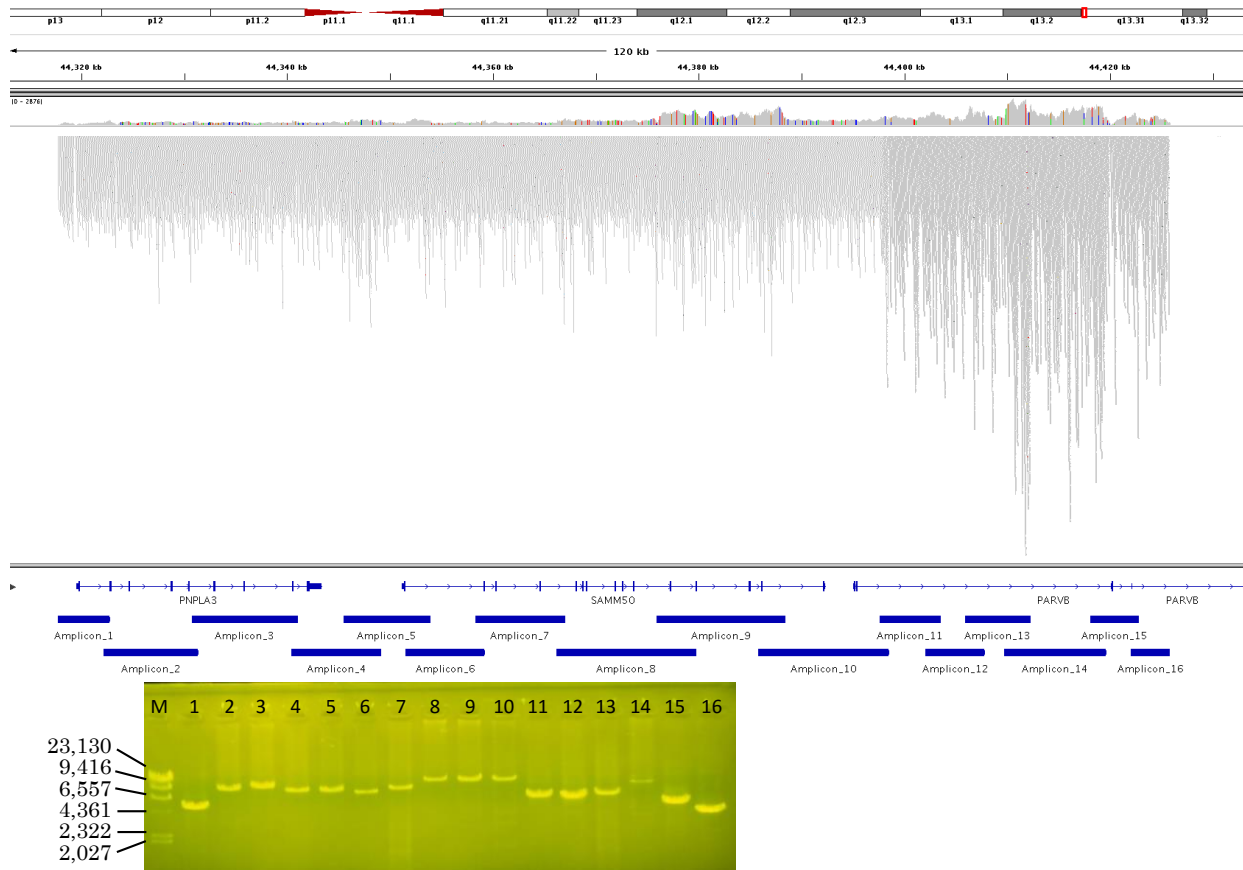 p13 p12 p11.2 p11.1 q11.1 q11.21 q11.22 q11.23 q12.1 q12.2 q12.3 q13.1 q13.2 q13.31 q13.32
120 kb
44,320 kb 44,340 kb 44,360 kb 44,380 kb 44,400 kb 44,420 kb
[0 - 2876]
PNPLA3 SAMM50 PARVB PARVB
Amplicon_1 Amplicon_3 Amplicon_5 Amplicon_7 Amplicon_9 Amplicon_11 Amplicon_13 Amplicon_15
Amplicon_2 Amplicon_4 Amplicon_6 Amplicon_8 Amplicon_10 Amplicon_12 Amplicon_14 Amplicon_16
M 1 2 3 4 5 6 7 8 9 10 11 12 13 14 15 16
23,130
9,416
6,557
4,361
2,322
2,027